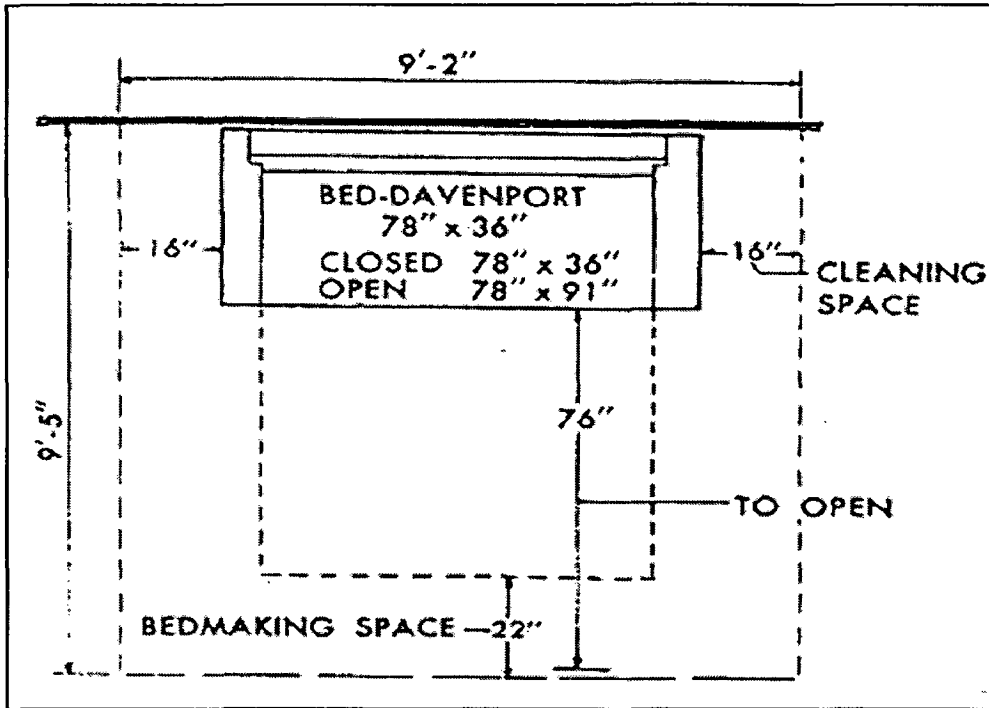 9'-2"
BED-DAVENPORT
78" x 36"
16"
16"
CLOSED 78" x 36"
OPEN 78" x 91"
CLEANING
SPACE
9'-5"
76"
TO OPEN
BEDMAKING SPACE 22"